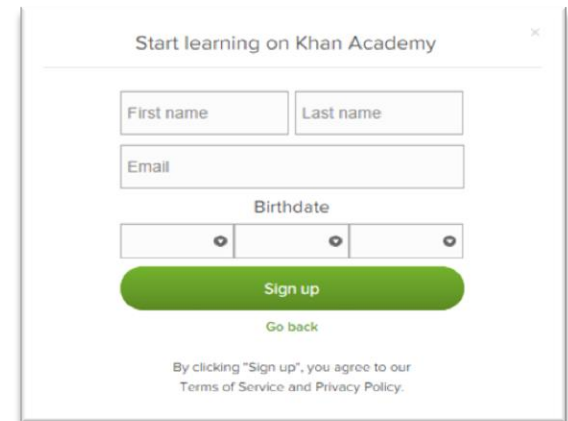 Start learning on Khan Academy
×
First name Last name
Email
Birthdate
Sign up
Go back
By clicking "Sign up", you agree to our
Terms of Service and Privacy Policy.